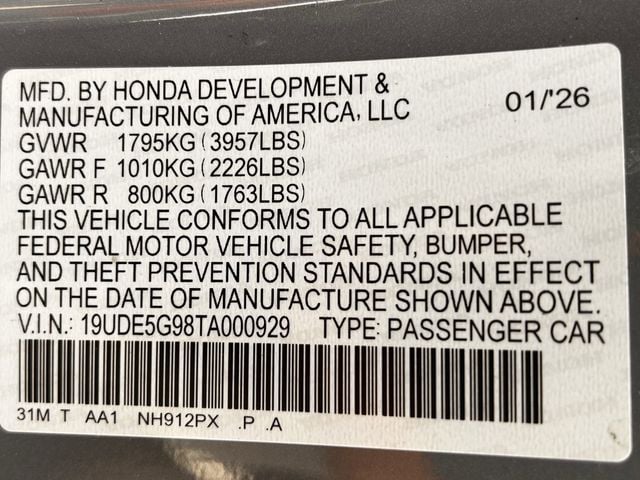 MFD. BY HONDA DEVELOPMENT &
MANUFACTURING OF AMERICA, LLC 01/'26
GVWR 1795KG (3957LBS)
GAWR F 1010KG (2226LBS)
GAWR R 800KG (1763LBS)
THIS VEHICLE CONFORMS TO ALL APPLICABLE
FEDERAL MOTOR VEHICLE SAFETY, BUMPER,
AND THEFT PREVENTION STANDARDS IN EFFECT
ON THE DATE OF MANUFACTURE SHOWN ABOVE.
V.I.N.: 19UDE5G98TA000929 TYPE: PASSENGER CAR
31M T AA1 NH912PX .P .A